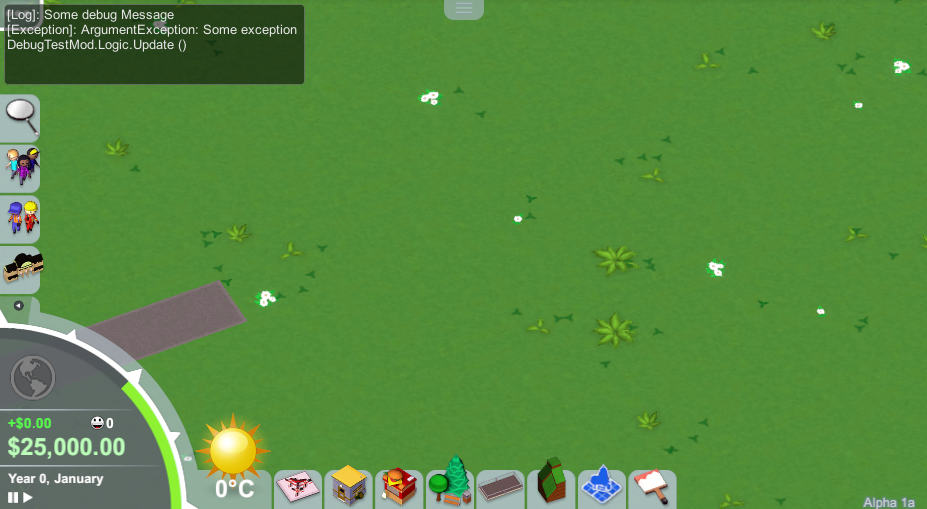 [Log]: Some debug Message
[Exception]: ArgumentException: Some exception
DebugTestMod.Logic.Update ()
+$0.00
0
$25,000.00
Year 0, January
0°C
Alpha 1a